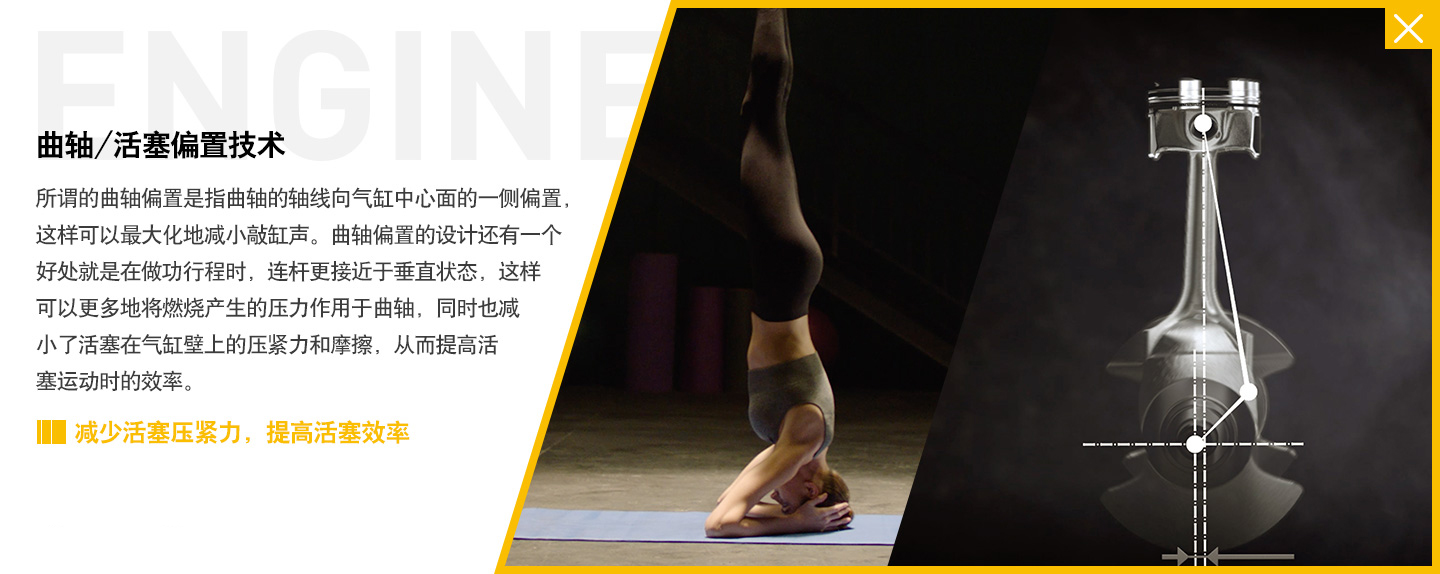 ENGINE
曲轴/活塞偏置技术
所谓的曲轴偏置是指曲轴的轴线向气缸中心面的一侧偏置，
这样可以最大化地减小敲缸声。曲轴偏置的设计还有一个
好处就是在做功行程时，连杆更接近于垂直状态，这样
可以更多地将燃烧产生的压力作用于曲轴，同时也减
小了活塞在气缸壁上的压紧力和摩擦，从而提高活
塞运动时的效率。
减少活塞压紧力，提高活塞效率